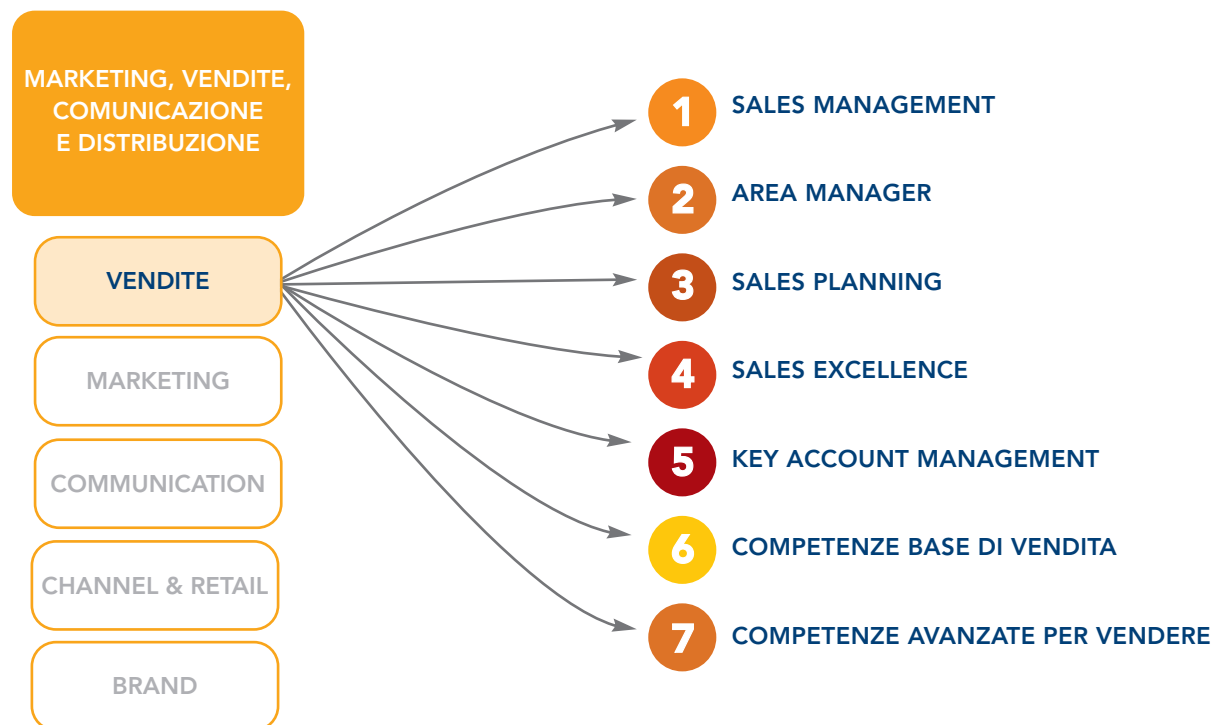 MARKETING, VENDITE,
COMUNICAZIONE
E DISTRIBUZIONE
VENDITE
MARKETING
COMMUNICATION
CHANNEL & RETAIL
BRAND
1 SALES MANAGEMENT
2 AREA MANAGER
3 SALES PLANNING
4 SALES EXCELLENCE
5 KEY ACCOUNT MANAGEMENT
6 COMPETENZE BASE DI VENDITA
7 COMPETENZE AVANZATE PER VENDERE